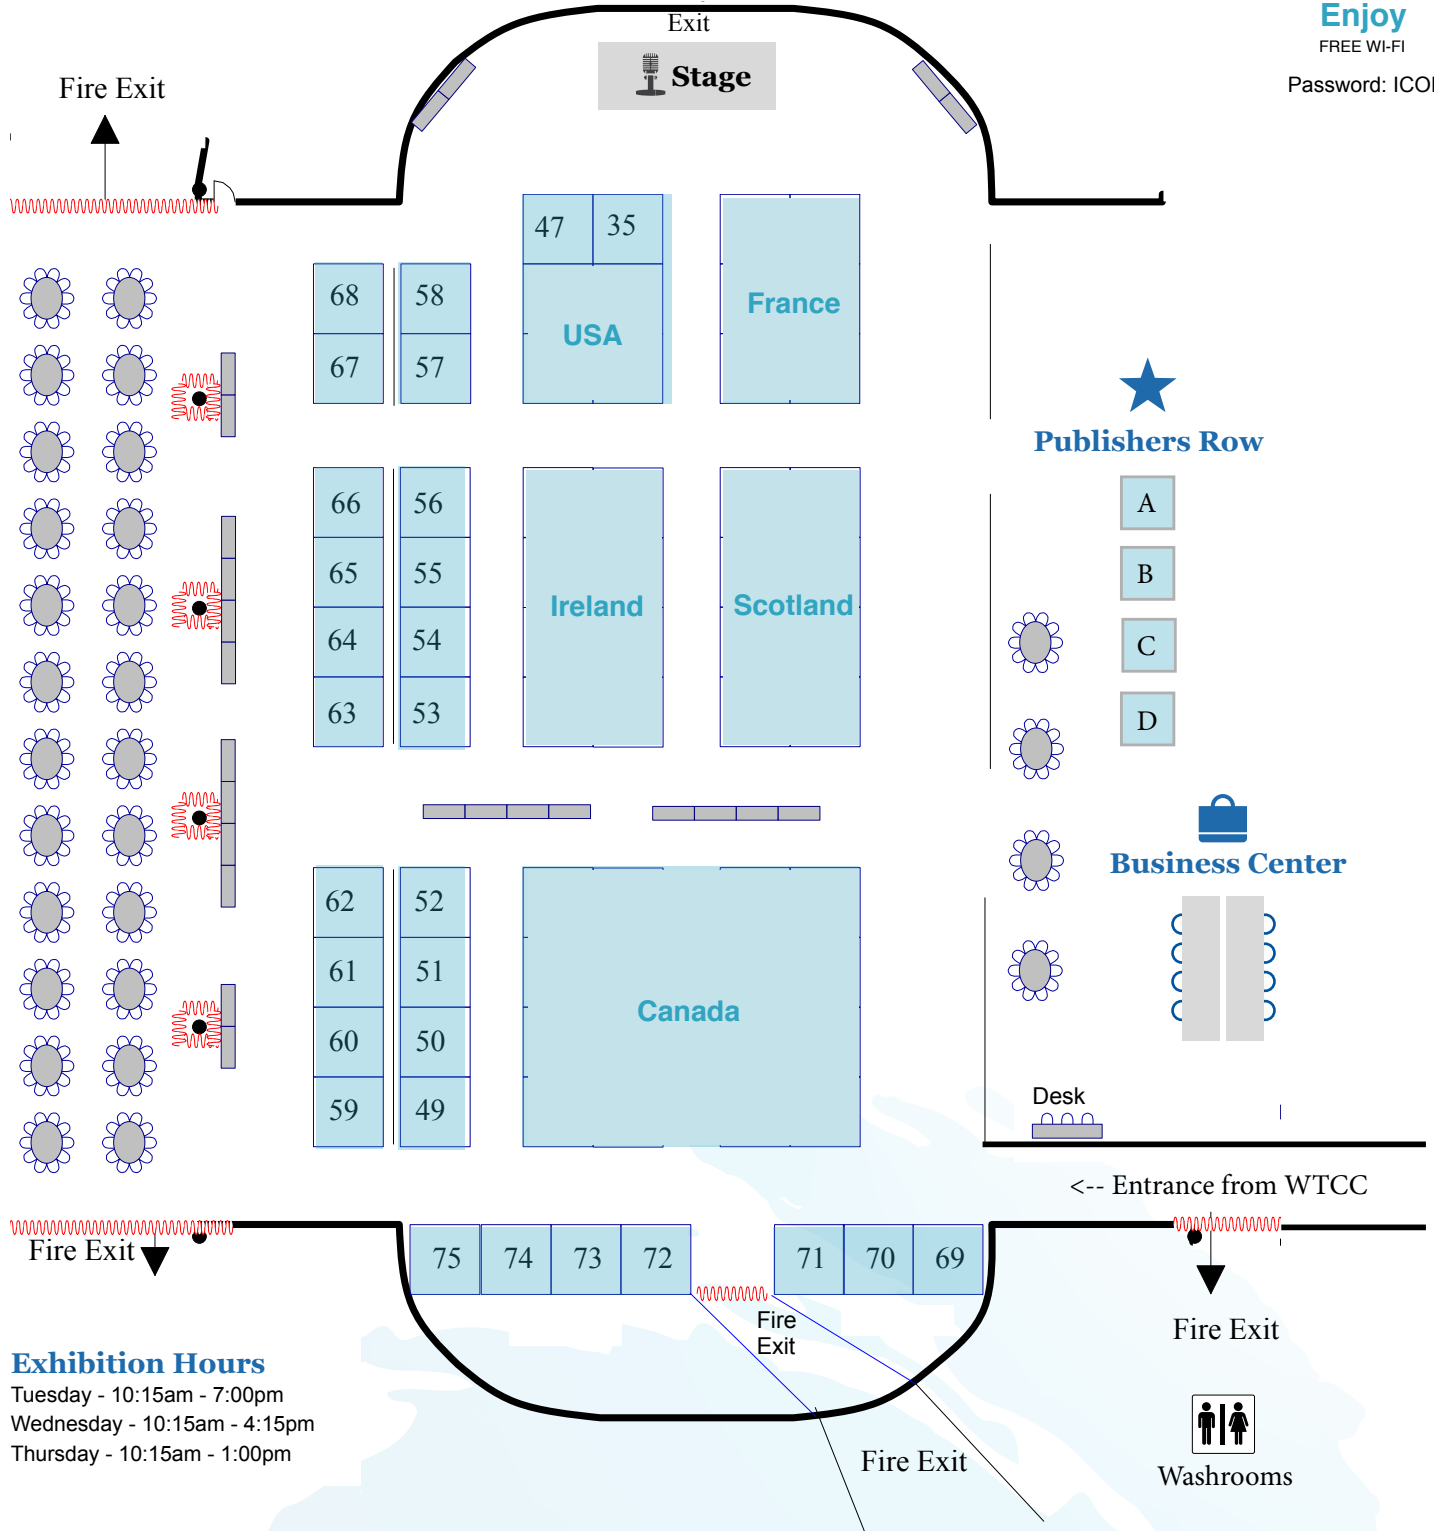 Exit
Enjoy
FREE WI-FI
Password:
Stage
Fire Exit
47 35
68 58
67 57
USA
France
Publishers Row
66 56
65 55
64 54
63 53
Ireland
Scotland
A
B
C
D
Business Center
62 52
61 51
60 50
59 49
Canada
Desk
<-- Entrance from WTCC
Fire Exit
75 74 73 72 71 70 69
Fire
Exit
Fire Exit
Exhibition Hours
Tuesday - 10:15am - 7:00pm
Wednesday - 10:15am - 4:15pm
Thursday - 10:15am - 1:00pm
Fire Exit
Washrooms